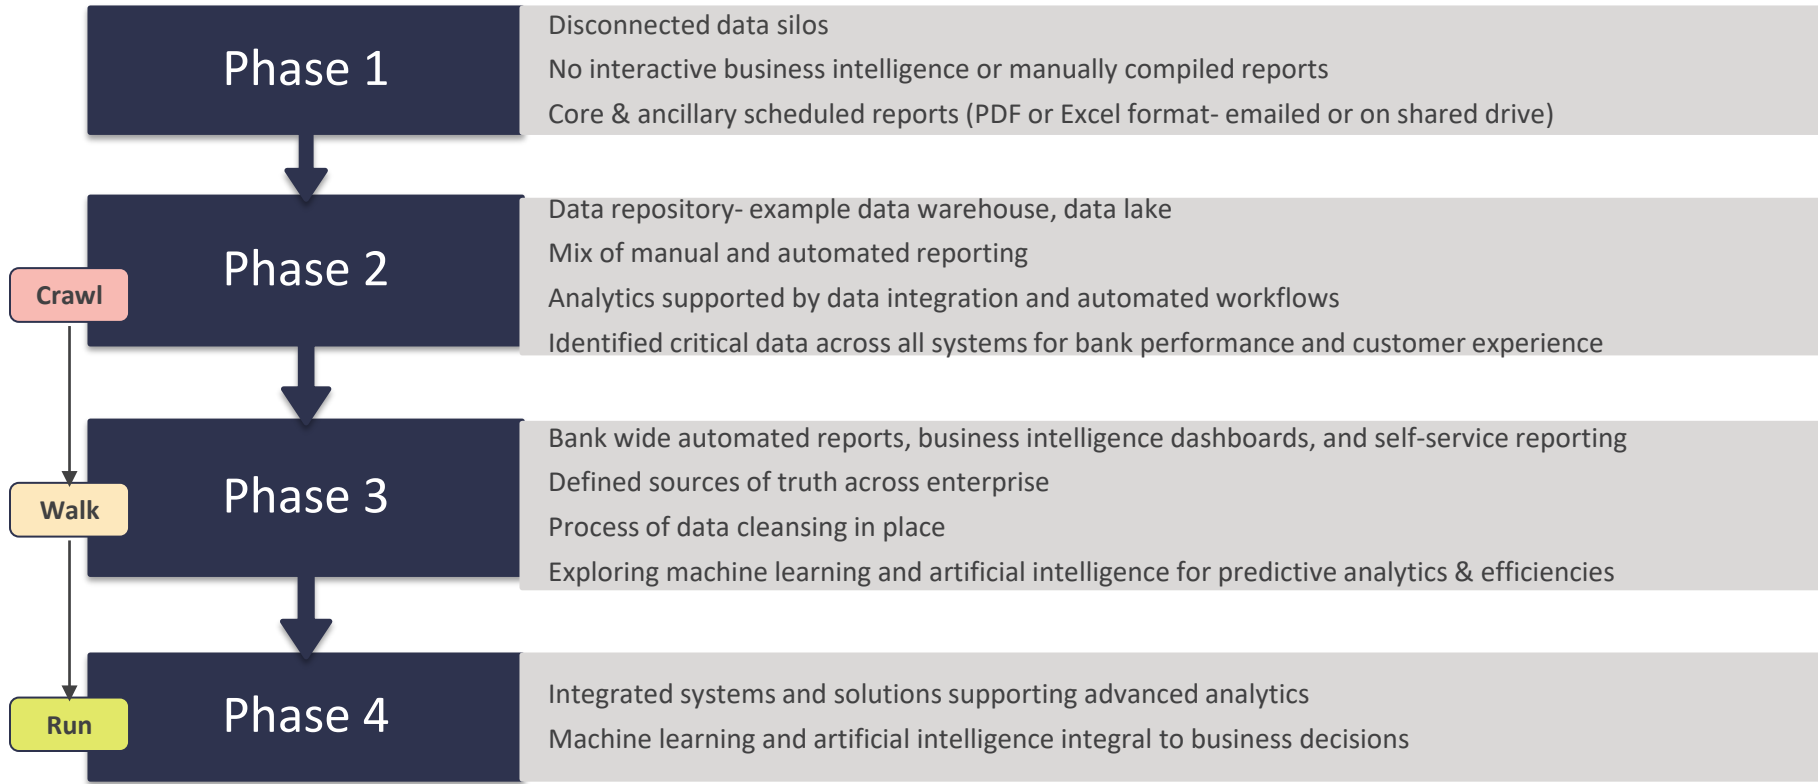 Phase 1
Disconnected data silos
No interactive business intelligence or manually compiled reports
Core & ancillary scheduled reports (PDF or Excel format- emailed or on shared drive)
Phase 2
Crawl
Data repository- example data warehouse, data lake
Mix of manual and automated reporting
Analytics supported by data integration and automated workflows
Identified critical data across all systems for bank performance and customer experience
Phase 3
Walk
Bank wide automated reports, business intelligence dashboards, and self-service reporting
Defined sources of truth across enterprise
Process of data cleansing in place
Exploring machine learning and artificial intelligence for predictive analytics & efficiencies
Phase 4
Run
Integrated systems and solutions supporting advanced analytics
Machine learning and artificial intelligence integral to business decisions